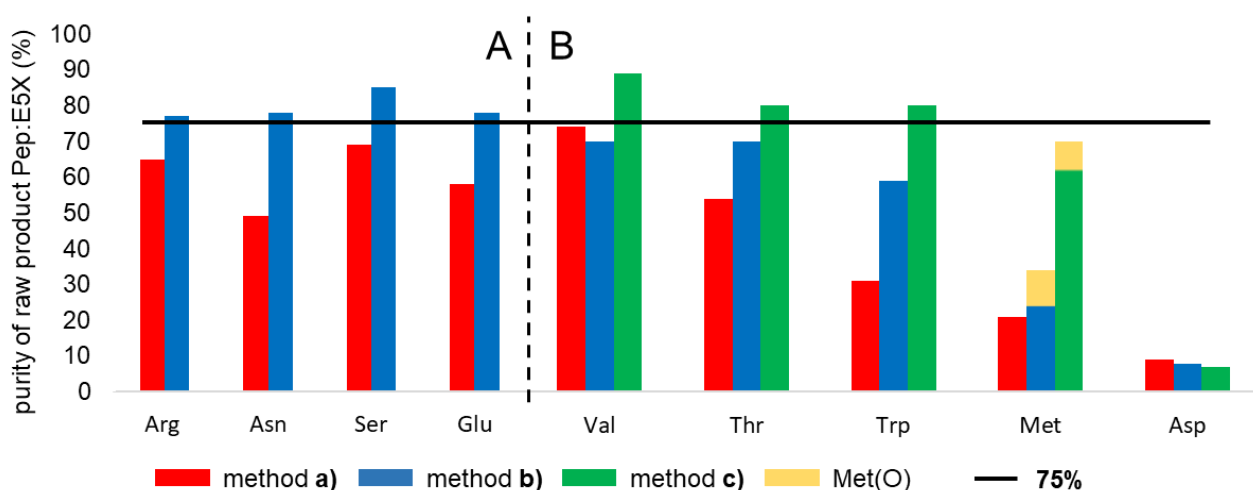 purity of raw product Pep:E5X (%)
100
90
80
70
60
50
40
30
20
10
0
A
B
Arg Asn Ser Glu Val Thr Trp Met Asp
method a) method b) method c) Met(O) 75%